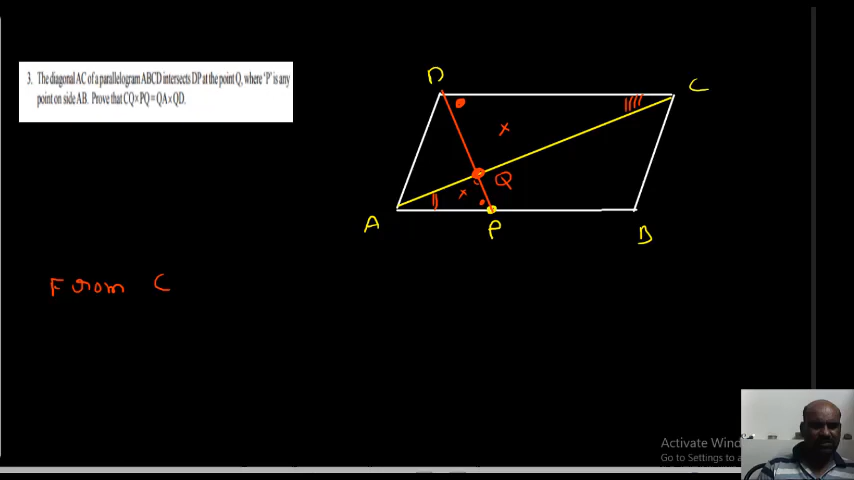 3. The diagonal AC of a parallelogram ABCD intersects DP at the point Q, where 'P' is any
point on side AB. Prove that CQ×PQ=QA×QD.
D
C
Q
A
P
B
From C
Activate Wind
Go to Settings to a